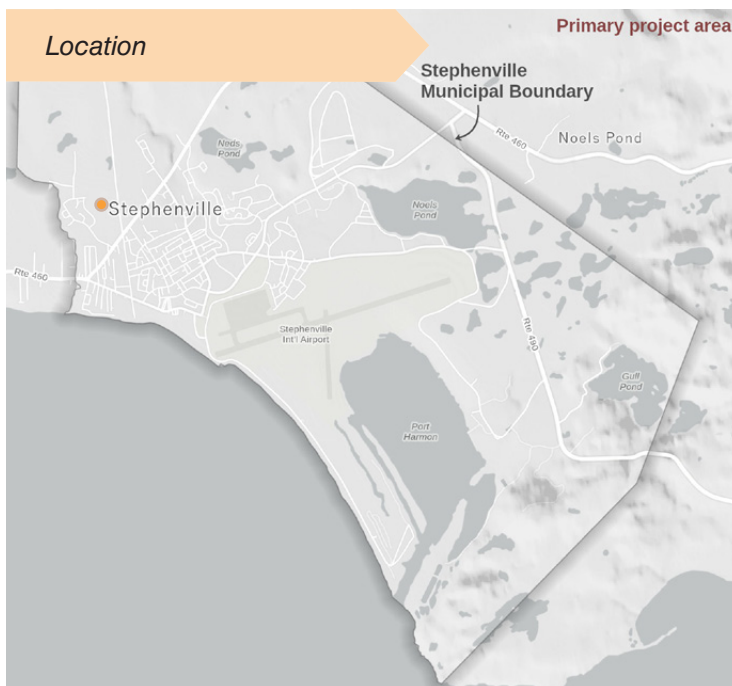 Location
Primary project area
Stephenville
Municipal Boundary
Rte 460
Noels Pond
Neds
Pond
Noels
Pond
Stephenville
Rte 460
Stephenville
Int'l Airport
Rte 490
Gull
Pond
Port
Harmon